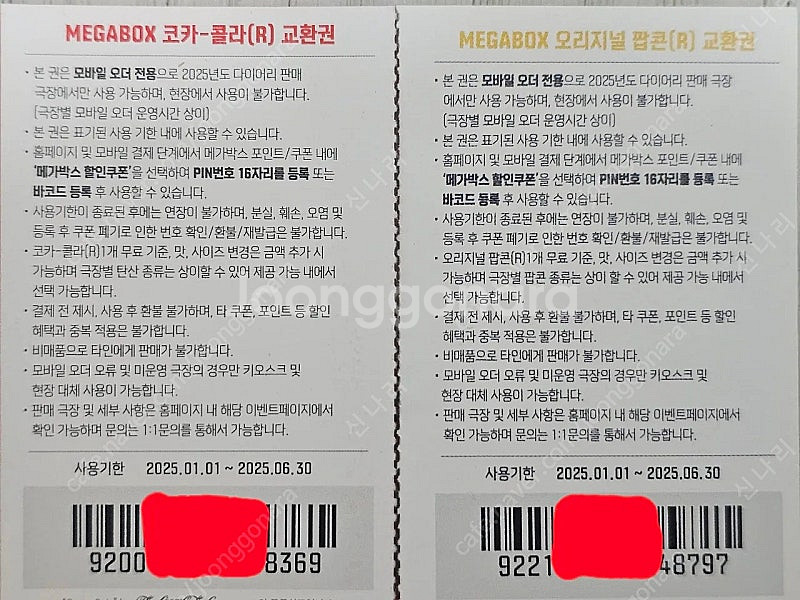 MEGABOX 코카-콜라(R) 교환권
· 본 권은 모바일 오더 전용으로 2025년도 다이어리 판매
극장에서만 사용 가능하며, 현장에서 사용이 불가합니다.
(극장별 모바일 오더 운영시간 상이)
· 본 권은 표기된 사용 기한 내에 사용할 수 있습니다.
· 홈페이지 및 모바일 결제 단계에서 메가박스 포인트/쿠폰 내에
'메가박스 할인쿠폰'을 선택하여 PIN번호 16자리를 등록 또는
바코드 등록 후 사용할 수 있습니다.
· 사용기한이 종료된 후에는 연장이 불가하며, 분실, 훼손, 오염 및
등록 후 쿠폰 폐기로 인한 번호 확인/환불/재발급은 불가합니다.
· 코카-콜라(R)1개 무료 기준, 맛, 사이즈 변경은 금액 추가 시
가능하며 극장별 탄산 종류는 상이할 수 있어 제공 가능 내에서
선택 가능합니다.
· 결제 전 제시, 사용 후 환불 불가하며, 타 쿠폰, 포인트 등 할인
혜택과 중복 적용은 불가합니다.
· 비매품으로 타인에게 판매가 불가합니다.
· 모바일 오더 오류 및 미운영 극장의 경우만 키오스크 및
현장 대체 사용이 가능합니다.
· 판매 극장 및 세부 사항은 홈페이지 내 해당 이벤트페이지에서
확인 가능하며 문의는 1:1문의를 통해서 가능합니다.
사용기한 2025.01.01 ~ 2025.06.30
9200 8369
MEGABOX 오리지널 팝콘(R) 교환권
· 본 권은 모바일 오더 전용으로 2025년도 다이어리 판매 극장
에서만 사용 가능하며, 현장에서 사용이 불가합니다.
(극장별 모바일 오더 운영시간 상이)
· 본 권은 표기된 사용 기한 내에 사용할 수 있습니다.
· 홈페이지 및 모바일 결제 단계에서 메가박스 포인트/쿠폰 내에
'메가박스 할인쿠폰'을 선택하여 PIN번호 16자리를 등록 또는
바코드 등록 후 사용할 수 있습니다.
· 사용기한이 종료된 후에는 연장이 불가하며, 분실, 훼손, 오염 및
등록 후 쿠폰 폐기로 인한 번호 확인/환불/재발급은 불가합니다.
· 오리지널 팝콘(R)1개 무료 기준, 맛, 사이즈 변경은 금액 추가 시
가능하며 극장별 팝콘 종류는 상이 할 수 있어 제공 가능 내에서
선택 가능합니다.
· 결제 전 제시, 사용 후 환불 불가하며, 타 쿠폰, 포인트 등 할인
혜택과 중복 적용은 불가합니다.
· 비매품으로 타인에게 판매가 불가합니다.
· 모바일 오더 오류 및 미운영 극장의 경우만 키오스크 및
현장 대체 사용이 가능합니다.
· 판매 극장 및 세부 사항은 홈페이지 내 해당 이벤트페이지에서
확인 가능하며 문의는 1:1문의를 통해서 가능합니다.
사용기한 2025.01.01 ~ 2025.06.30
9221 48797
joonggonara